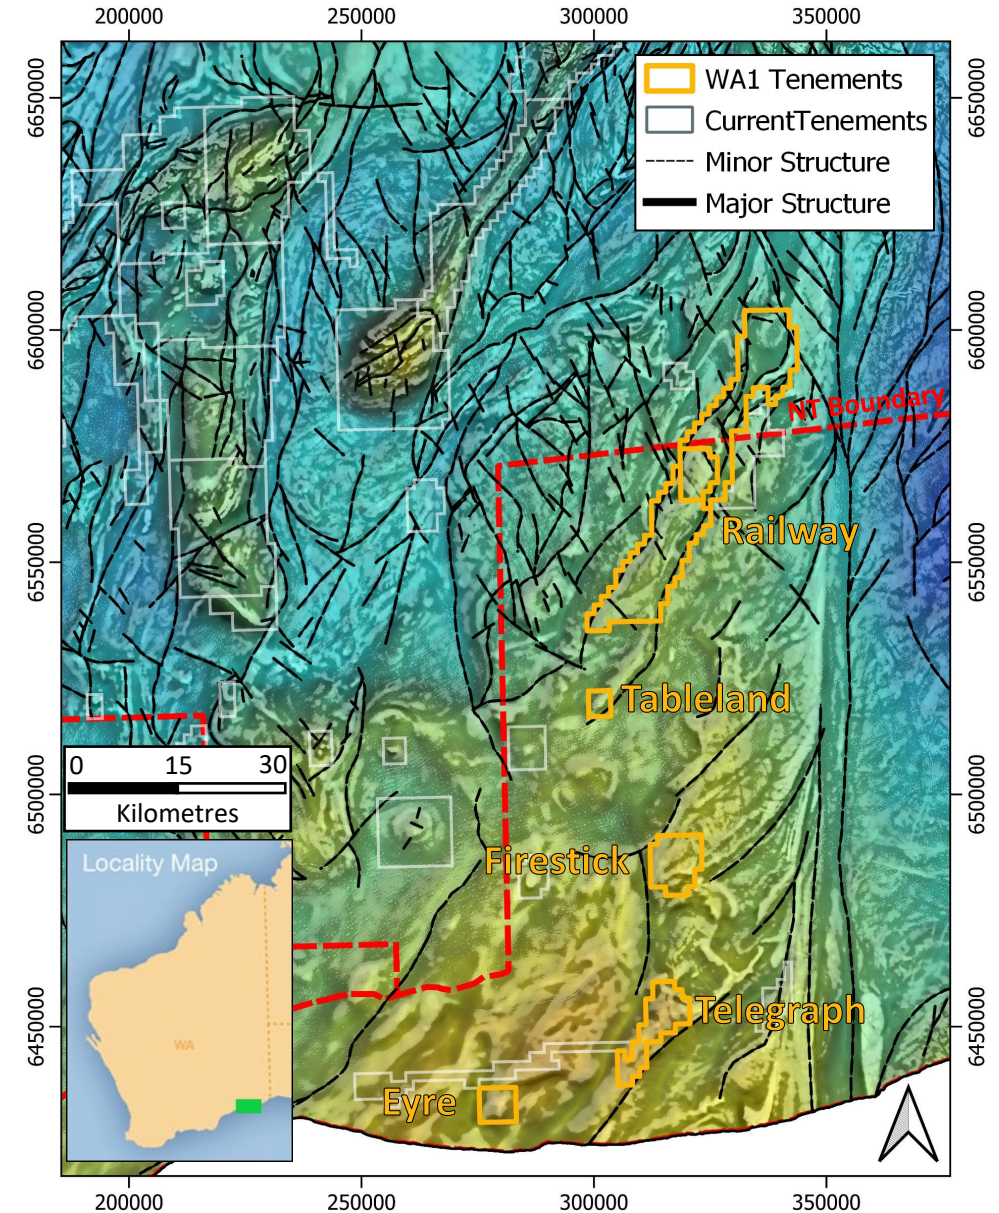 200000 250000 300000 350000
6650000
6650000
WA1 Tenements
CurrentTenements
Minor Structure
Major Structure
6600000
6600000
NT Boundary
Railway
6550000
6550000
Tableland
0 15 30
Kilometres
6500000
6500000
Locality Map
WA
Firestick
Telegraph
6450000
6450000
Eyre
200000 250000 300000 350000